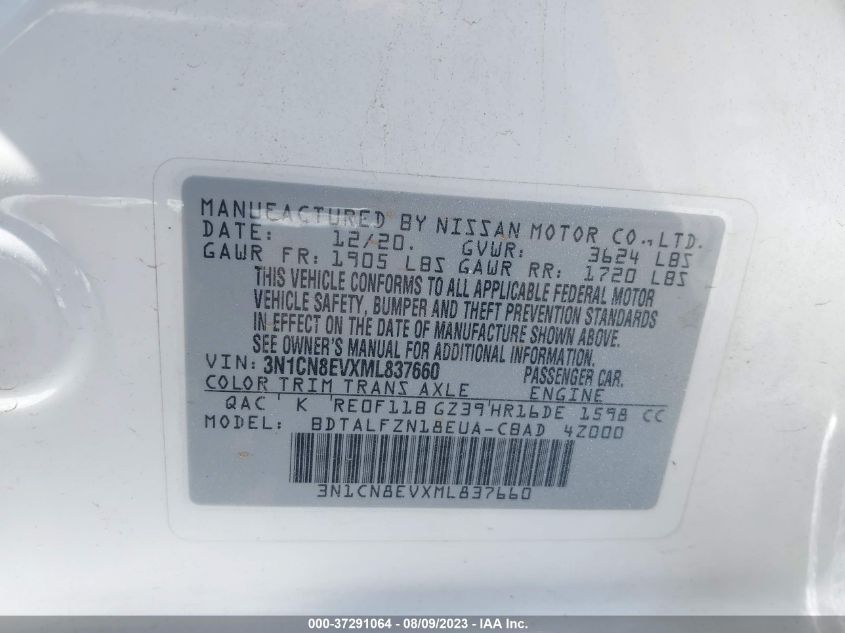 MANUFACTURED BY NISSAN MOTOR CO., LTD.
DATE: 12/20. GVWR: 3624 LBS
GAWR FR: 1905 LBS GAWR RR: 1720 LBS
THIS VEHICLE CONFORMS TO ALL APPLICABLE FEDERAL MOTOR
VEHICLE SAFETY, BUMPER AND THEFT PREVENTION STANDARDS
IN EFFECT ON THE DATE OF MANUFACTURE SHOWN ABOVE.
SEE OWNER'S MANUAL FOR ADDITIONAL INFORMATION.
VIN: 3N1CN8EVXML837660 PASSENGER CAR.
COLOR TRIM TRANS AXLE ENGINE
QAC K RE0F11B GZ39 HR16DE 1598 CC
MODEL: BDTALFZN18EUA-CBAD 4Z000
3N1CN8EVXML837660
000-37291064 - 08/09/2023 - IAAI.com